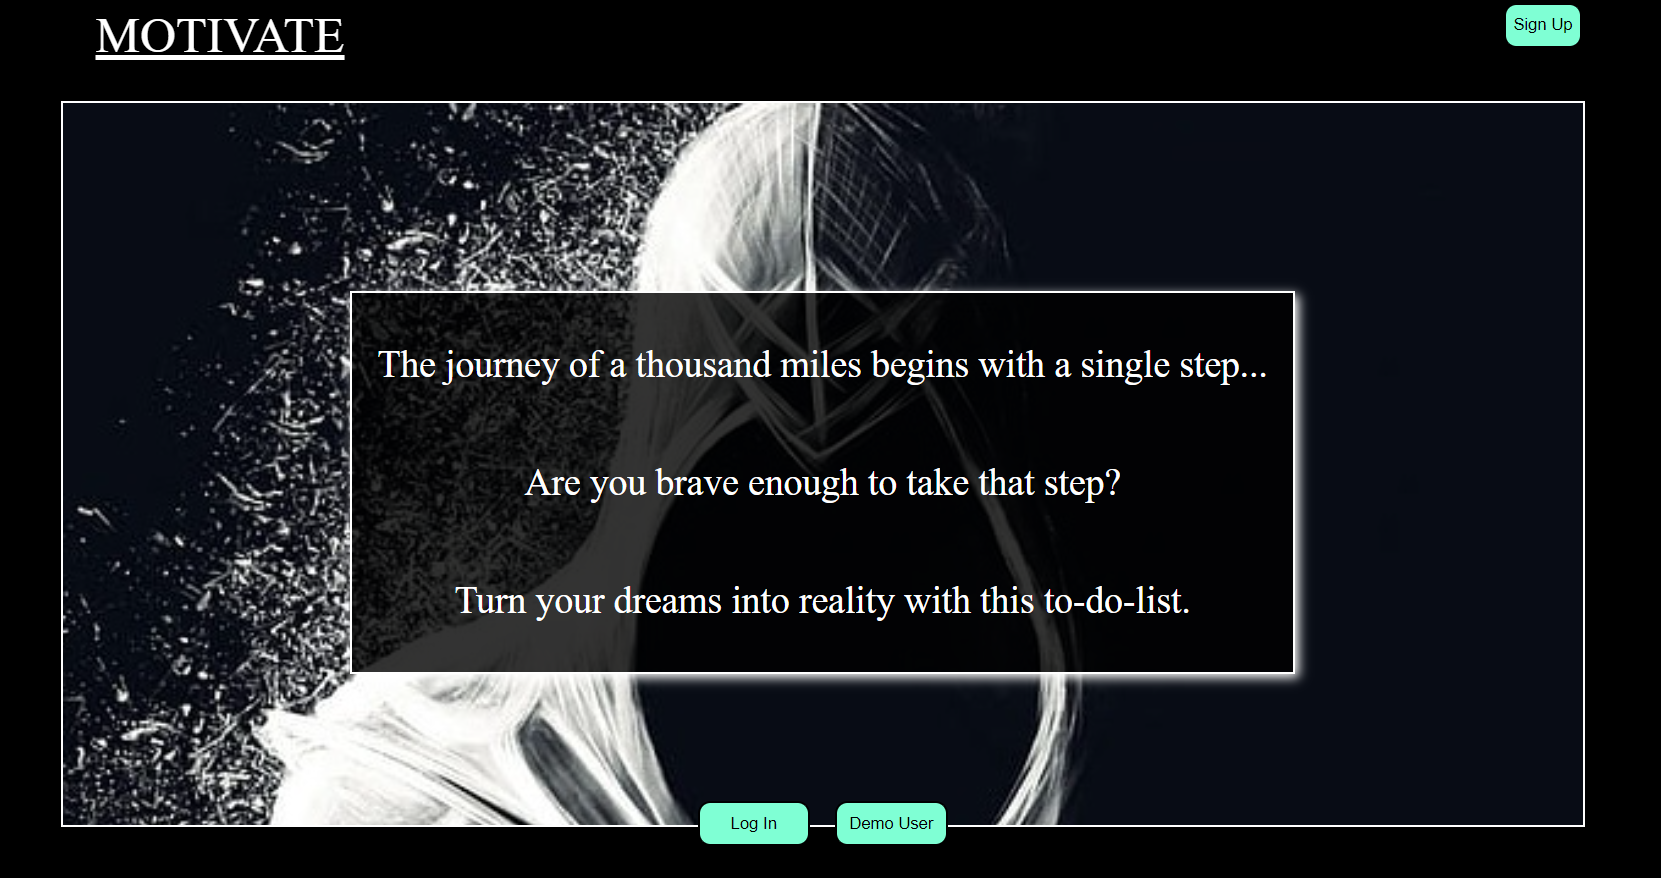 MOTIVATE
Sign Up
The journey of a thousand miles begins with a single step...
Are you brave enough to take that step?
Turn your dreams into reality with this to-do-list.
Log In
Demo User